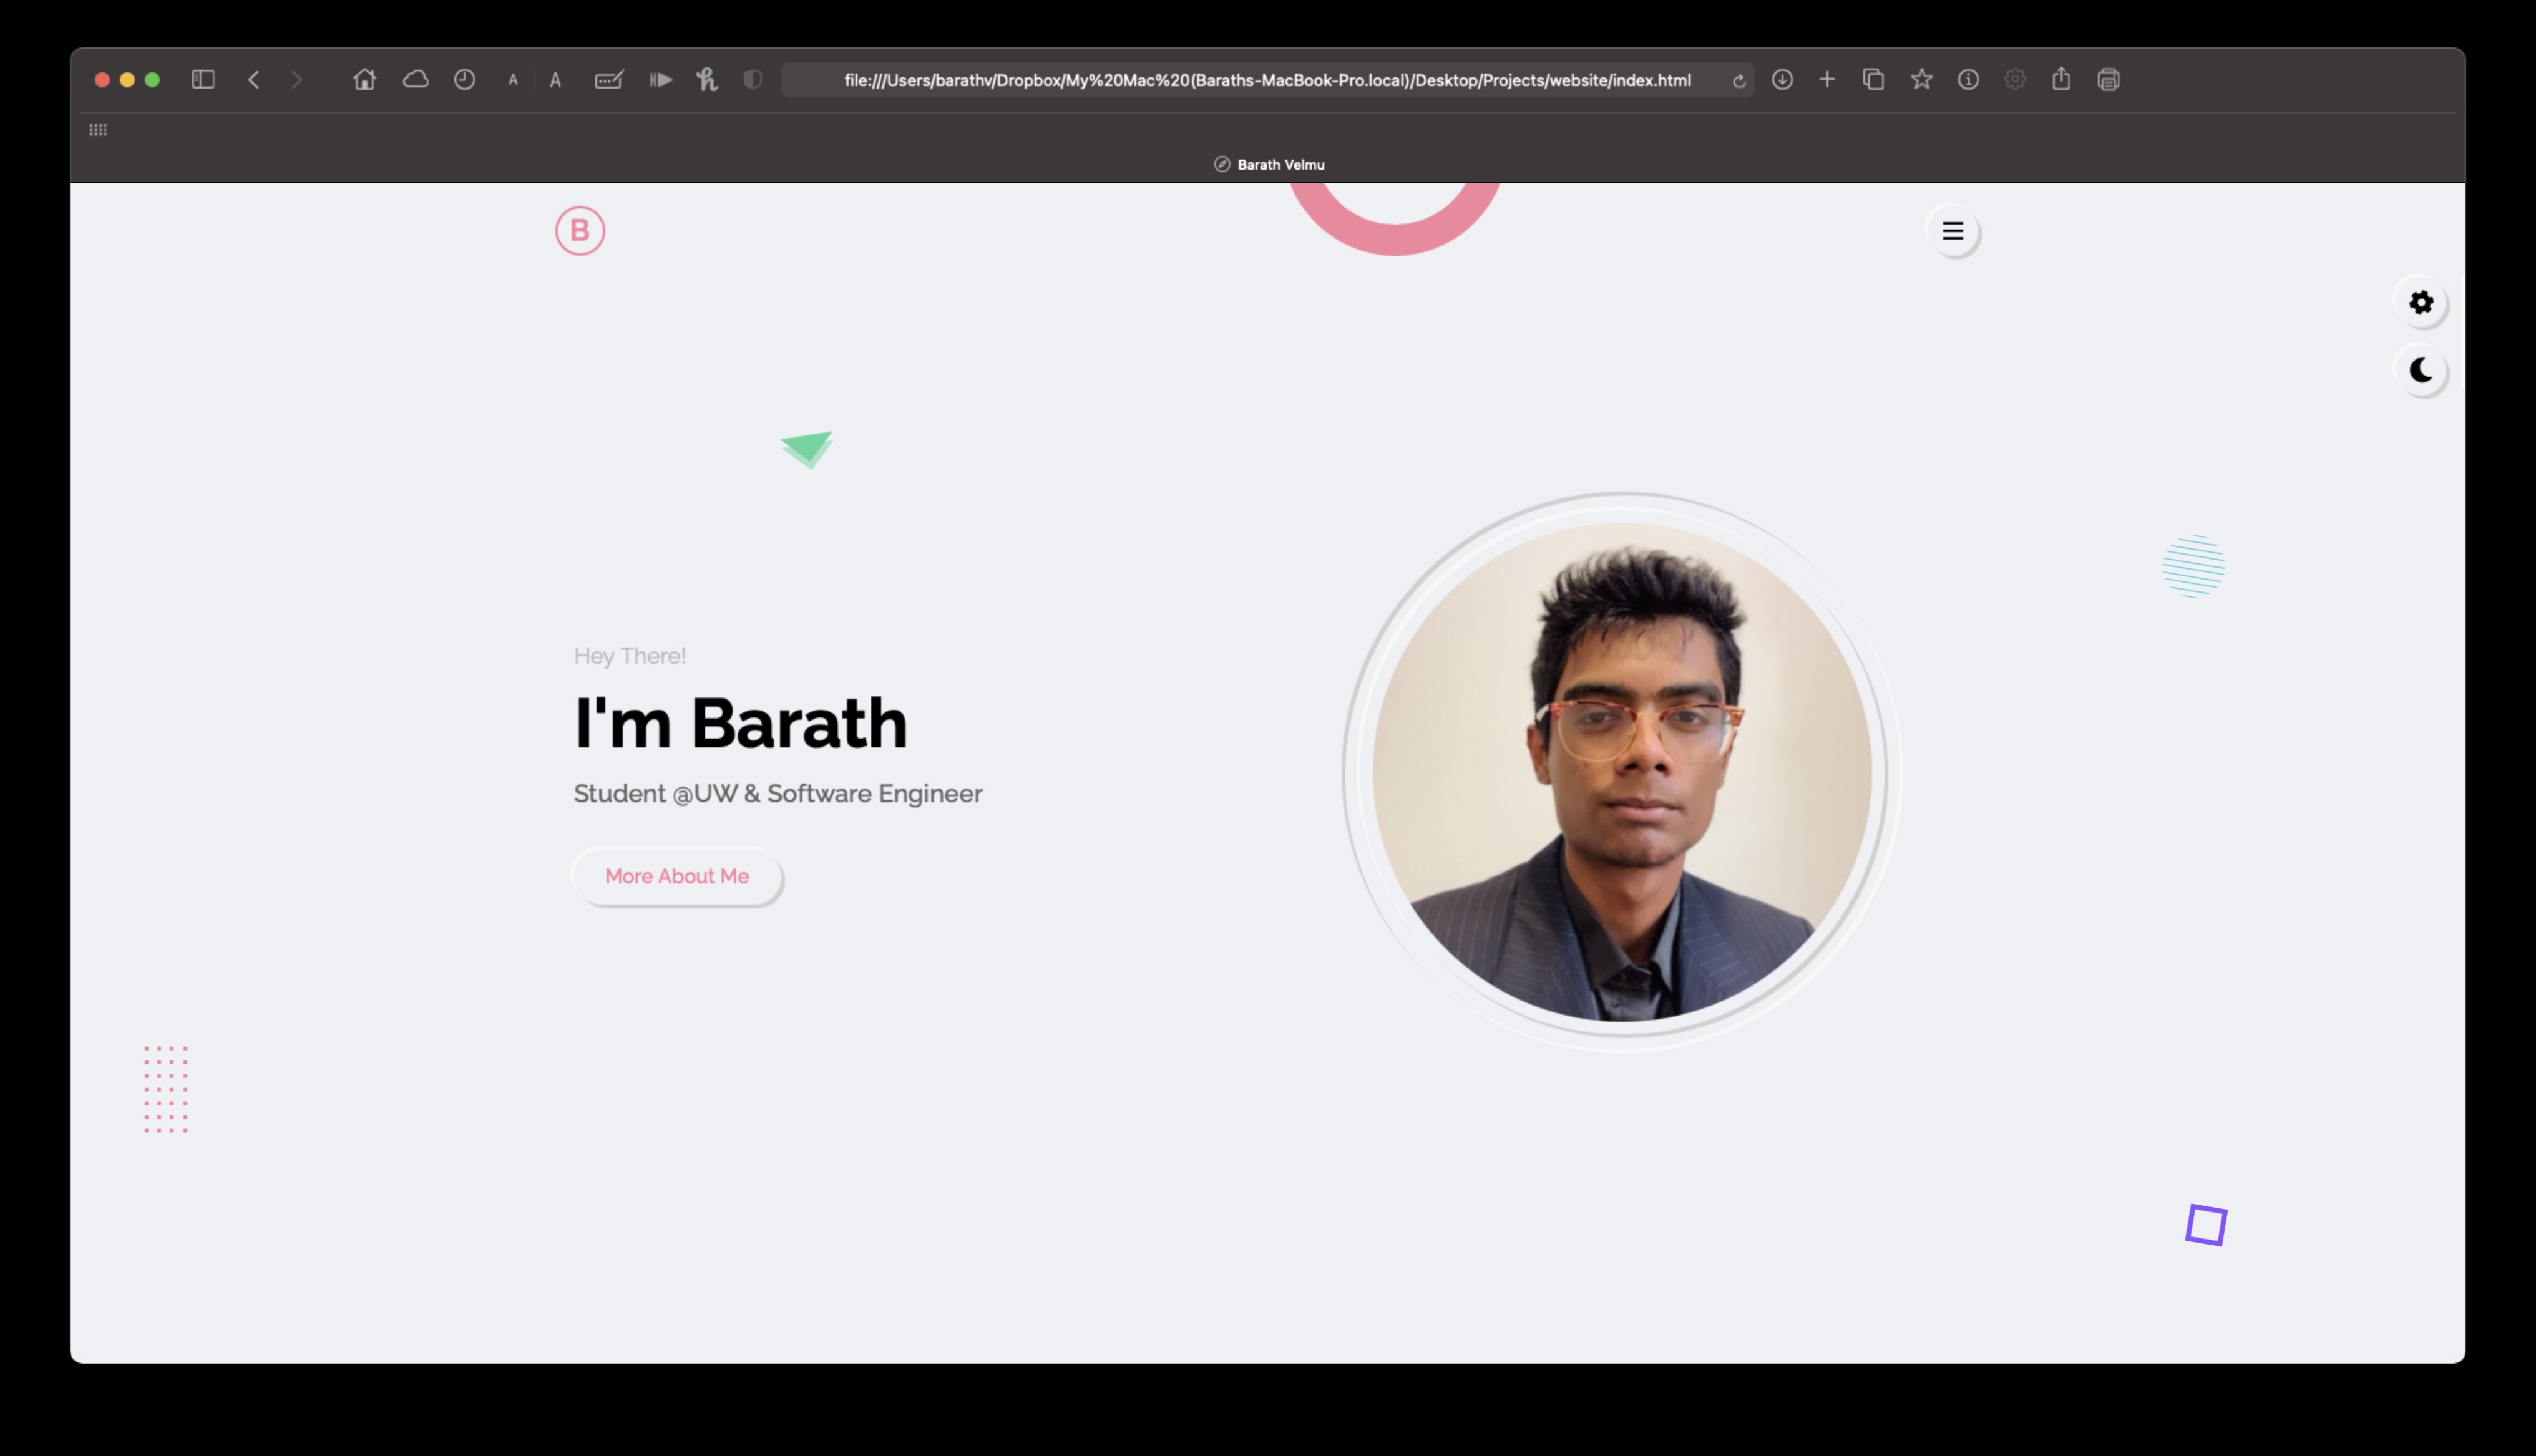 A A
file:///Users/barathv/Dropbox/My%20Mac%20(Baraths-MacBook-Pro.local)/Desktop/Projects/website/index.html
Barath Velmu
B
Hey There!
I'm Barath
Student @UW & Software Engineer
More About Me